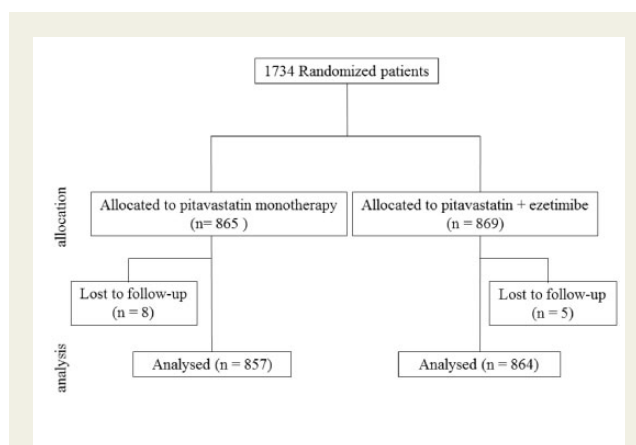 1734 Randomized patients
allocation
Allocated to pitavastatin monotherapy
(n= 865 )
Allocated to pitavastatin + ezetimibe
(n = 869)
Lost to follow-up
(n = 8)
Lost to follow-up
(n = 5)
analysis
Analysed (n = 857)
Analysed (n = 864)